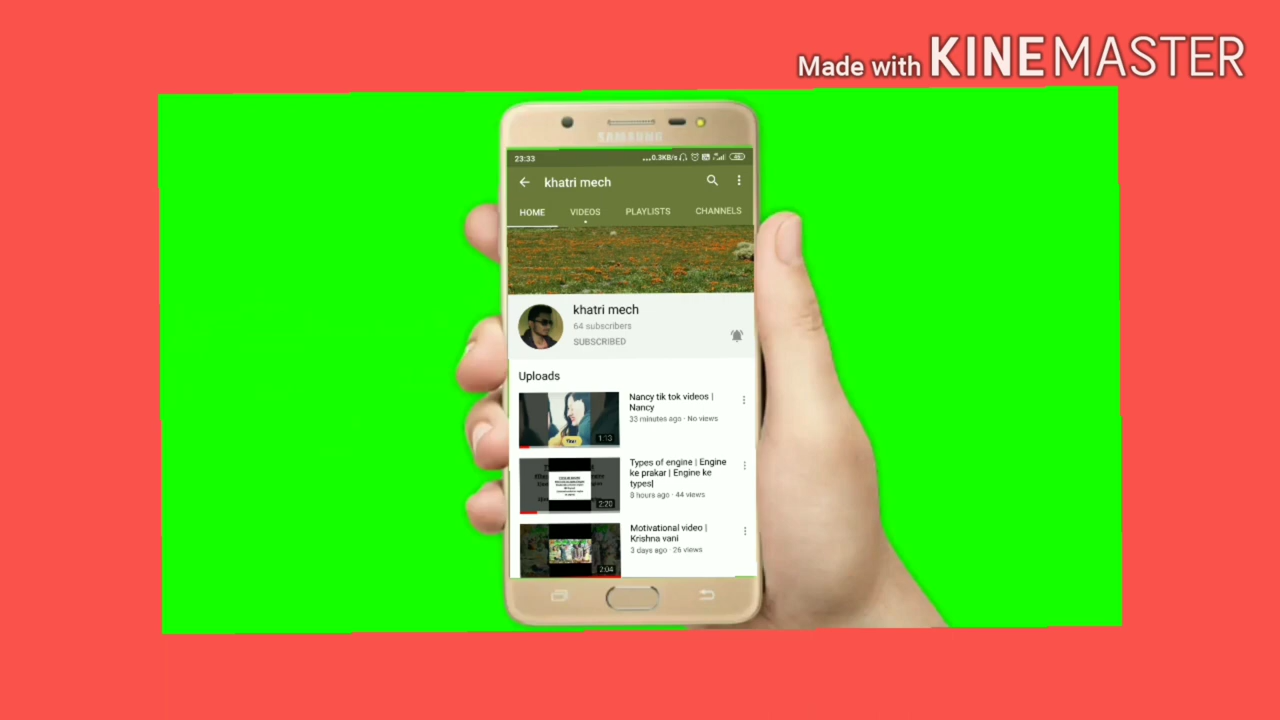 Made with KINEMASTER
SAMSUNG
23:33
...0.3KB/s
khatri mech
HOME VIDEOS PLAYLISTS CHANNELS
khatri mech
64 subscribers
SUBSCRIBED
Uploads
Nancy tik tok videos |
Nancy
33 minutes ago · No views
1:13
Types of engine | Engine
ke prakar | Engine ke
types|
8 hours ago · 44 views
2:20
Motivational video |
Krishna vani
3 days ago · 26 views
2:04